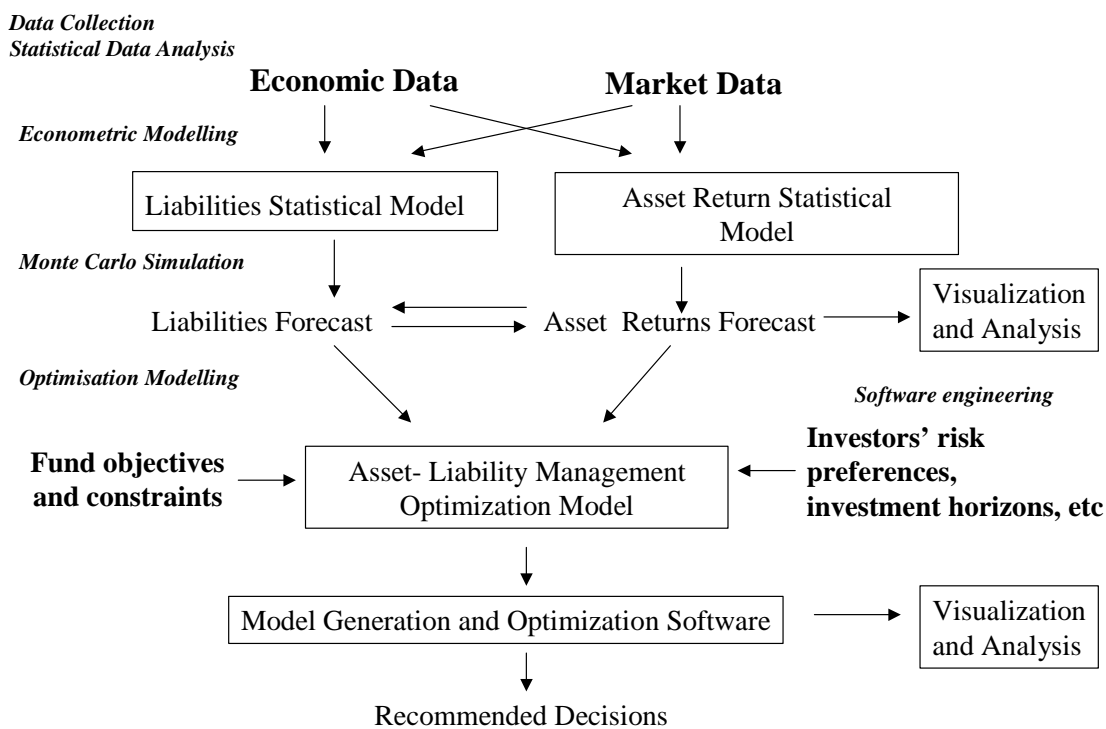 Data Collection
Statistical Data Analysis
Economic Data
Market Data
Econometric Modelling
Liabilities Statistical Model
Asset Return Statistical
Model
Monte Carlo Simulation
Liabilities Forecast
Asset Returns Forecast
Visualization
and Analysis
Optimisation Modelling
Software engineering
Fund objectives
and constraints
Asset- Liability Management
Optimization Model
Investors’ risk
preferences,
investment horizons, etc
Model Generation and Optimization Software
Visualization
and Analysis
Recommended Decisions